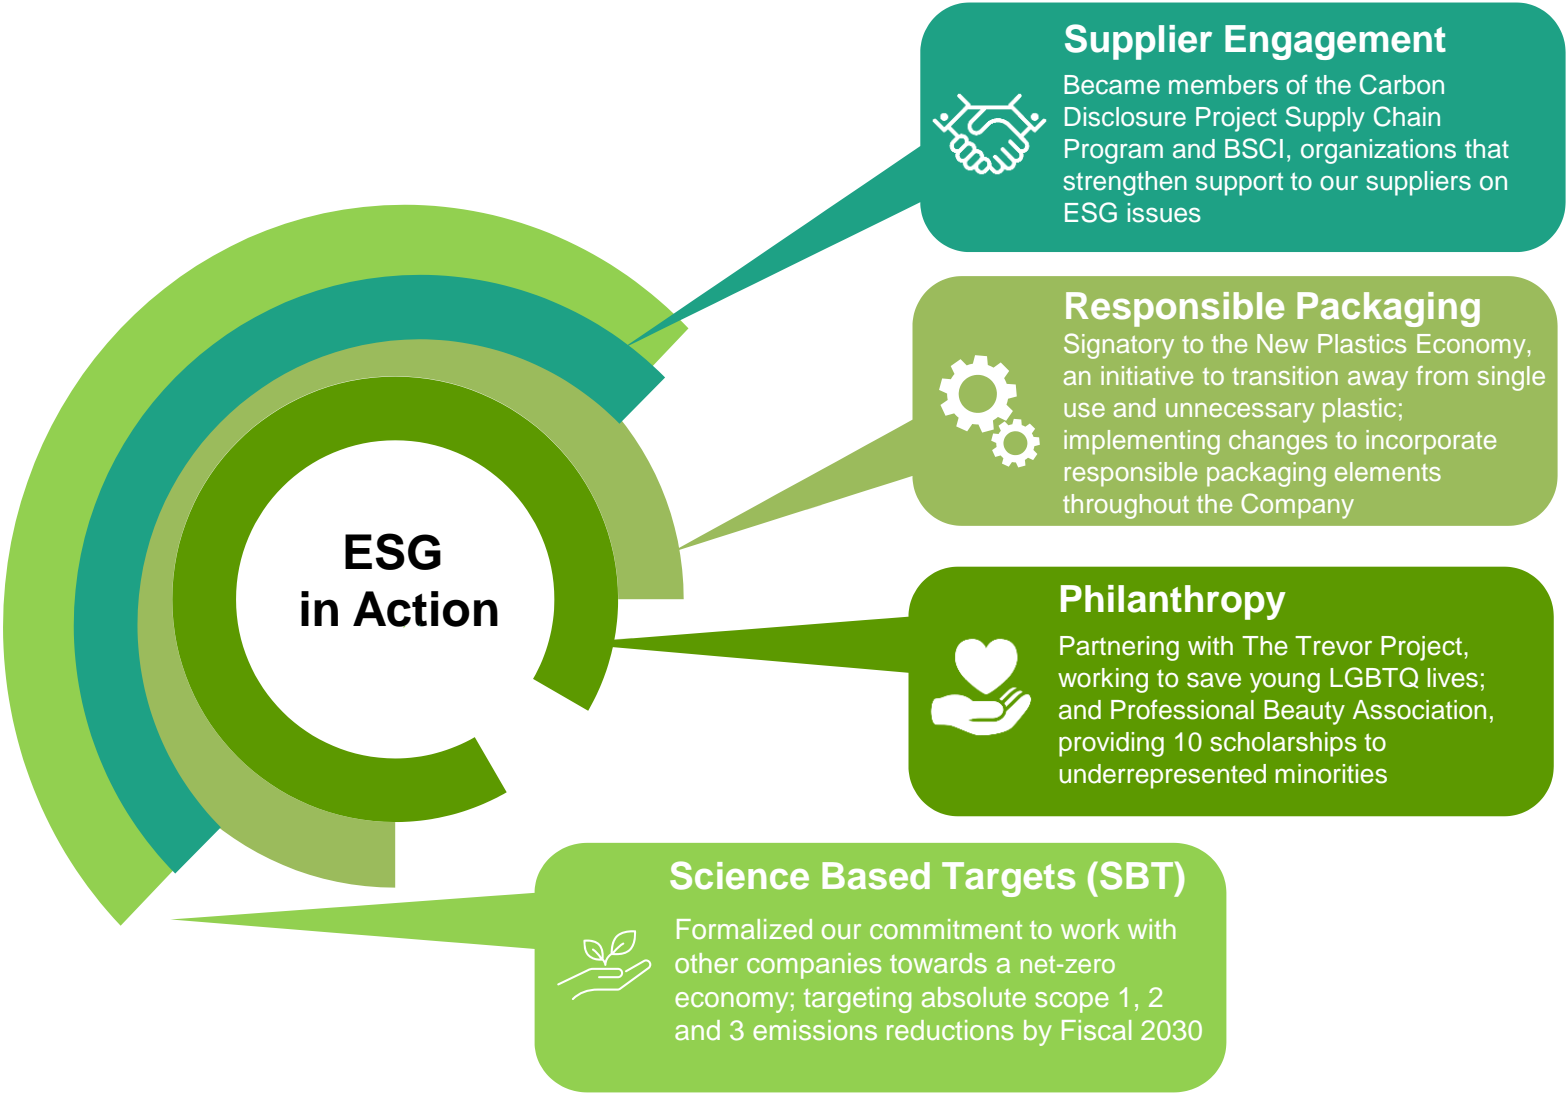 Supplier Engagement
Became members of the Carbon
Disclosure Project Supply Chain
Program and BSCI, organizations that
strengthen support to our suppliers on
ESG issues
Responsible Packaging
Signatory to the New Plastics Economy,
an initiative to transition away from single
use and unnecessary plastic;
implementing changes to incorporate
responsible packaging elements
throughout the Company
ESG
in Action
Philanthropy
Partnering with The Trevor Project,
working to save young LGBTQ lives;
and Professional Beauty Association,
providing 10 scholarships to
underrepresented minorities
Science Based Targets (SBT)
Formalized our commitment to work with
other companies towards a net-zero
economy; targeting absolute scope 1, 2
and 3 emissions reductions by Fiscal 2030